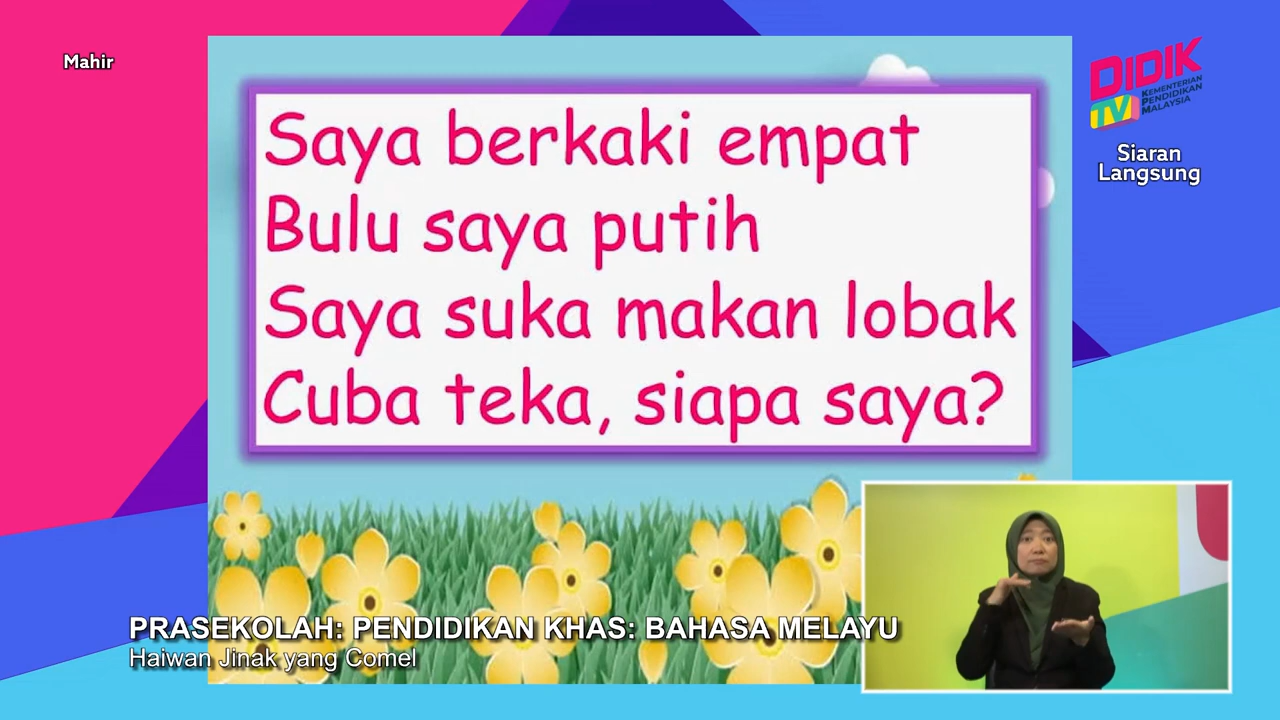 Mahir
DIDIK
TV
KEMENTERIAN
PENDIDIKAN
MALAYSIA
Siaran
Langsung
Saya berkaki empat
Bulu saya putih
Saya suka makan lobak
Cuba teka, siapa saya?
PRASEKOLAH: PENDIDIKAN KHAS: BAHASA MELAYU
Haiwan Jinak yang Comel